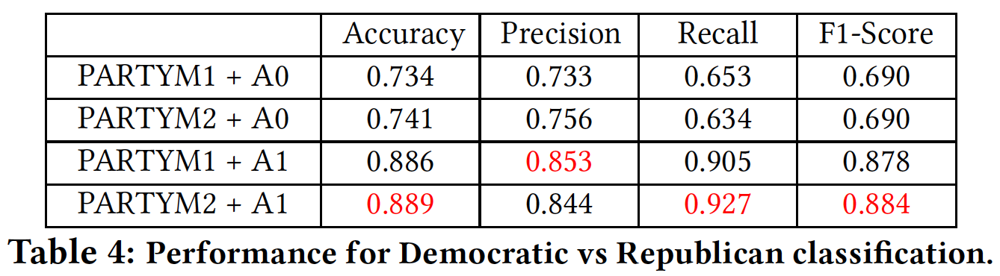 Accuracy Precision Recall F1-Score
PARTYM1 + A0 0.734 0.733 0.653 0.690
PARTYM2 + A0 0.741 0.756 0.634 0.690
PARTYM1 + A1 0.886 0.853 0.905 0.878
PARTYM2 + A1 0.889 0.844 0.927 0.884
Table 4: Performance for Democratic vs Republican classification.